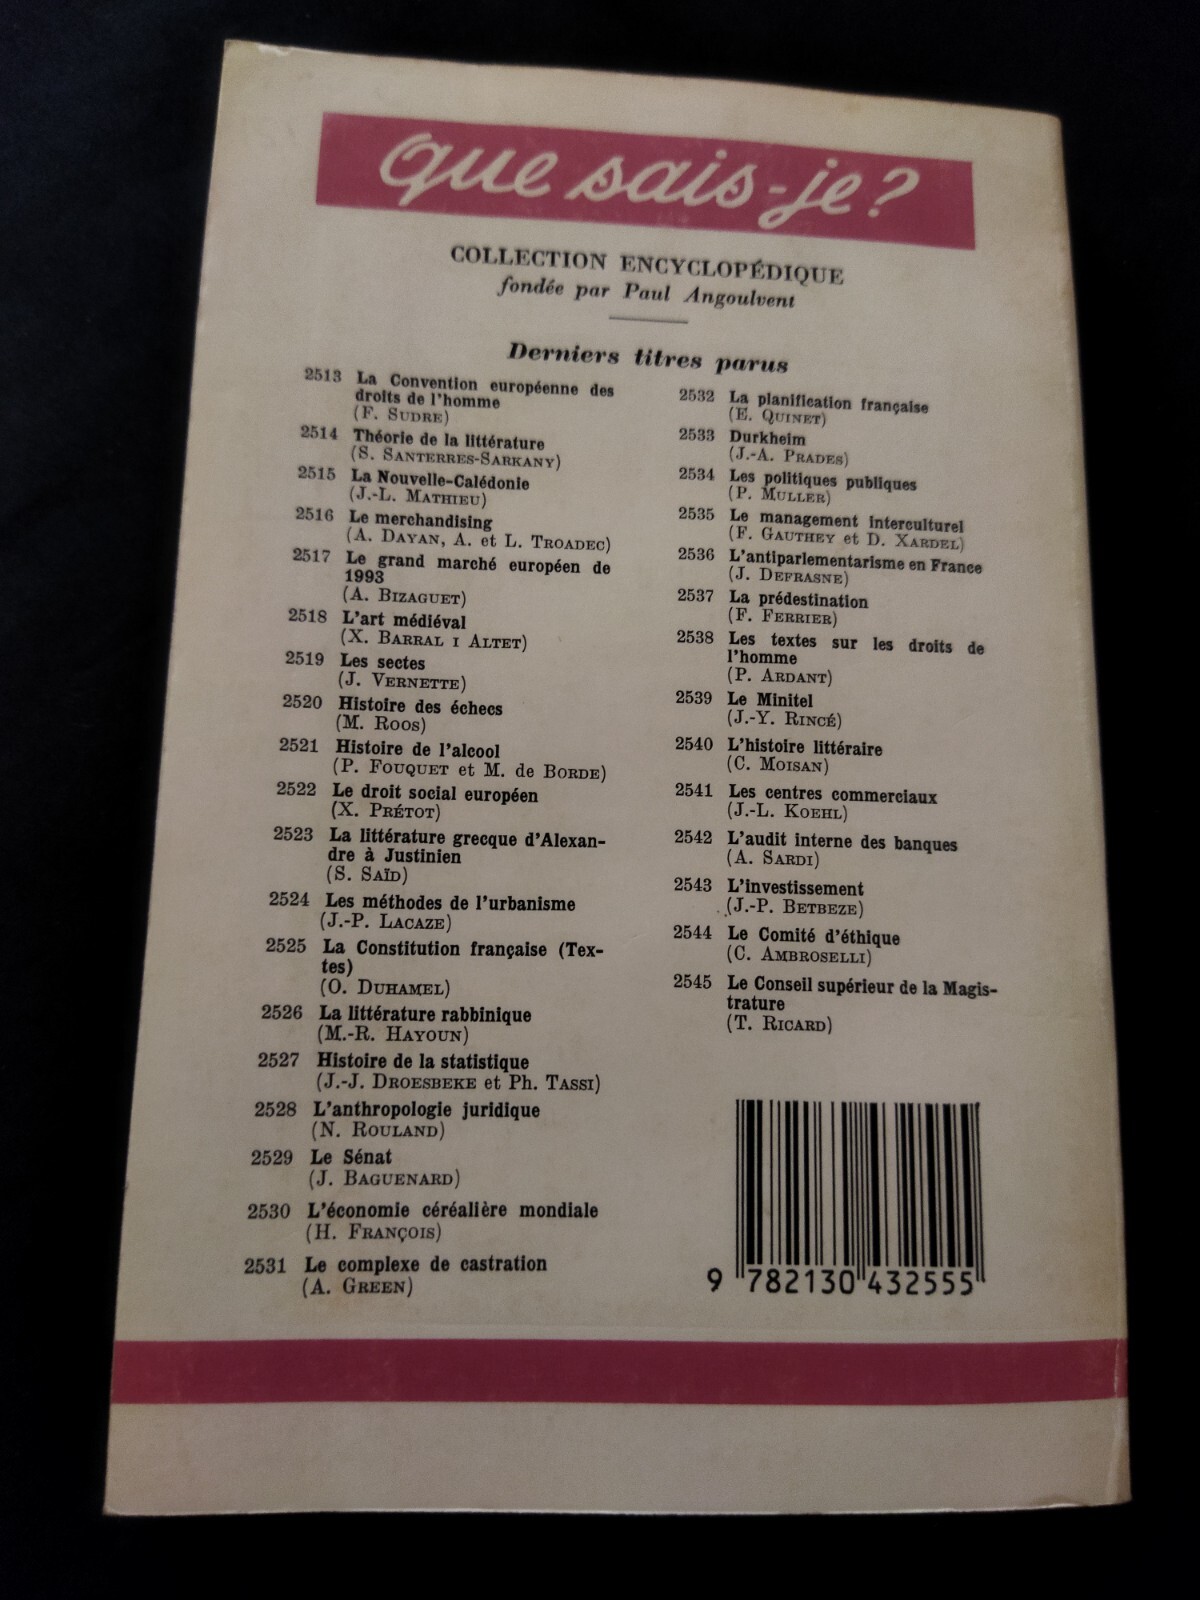 que sais-je?
COLLECTION ENCYCLOPÉDIQUE
fondée par Paul Angoulvent
Derniers titres parus
2513 La Convention européenne des
droits de l'homme
(F. SUDRE)
2514 Théorie de la littérature
(S. SANTERRES-SARKANY)
2515 La Nouvelle-Calédonie
(J.-L. MATHIEU)
2516 Le merchandising
(A. DAYAN, A. et L. TROADEC)
2517 Le grand marché européen de
1993
(A. BIZAGUET)
2518 L'art médiéval
(X. BARRAL I ALTET)
2519 Les sectes
(J. VERNETTE)
2520 Histoire des échecs
(M. ROOS)
2521 Histoire de l'alcool
(P. FOUQUET et M. de BORDE)
2522 Le droit social européen
(X. PRÉTOT)
2523 La littérature grecque d'Alexan-
dre à Justinien
(S. SAÏD)
2524 Les méthodes de l'urbanisme
(J.-P. LACAZE)
2525 La Constitution française (Tex-
tes)
(O. DUHAMEL)
2526 La littérature rabbinique
(M.-R. HAYOUN)
2527 Histoire de la statistique
(J.-J. DROESBEKE et Ph. TASSI)
2528 L'anthropologie juridique
(N. ROULAND)
2529 Le Sénat
(J. BAGUENARD)
2530 L'économie céréalière mondiale
(H. FRANÇOIS)
2531 Le complexe de castration
(A. GREEN)
2532 La planification française
(E. QUINET)
2533 Durkheim
(J.-A. PRADES)
2534 Les politiques publiques
(P. MULLER)
2535 Le management interculturel
(F. GAUTHEY et D. XARDEL)
2536 L'antiparlementarisme en France
(J. DEFRASNE)
2537 La prédestination
(F. FERRIER)
2538 Les textes sur les droits de
l'homme
(P. ARDANT)
2539 Le Minitel
(J.-Y. RINCÉ)
2540 L'histoire littéraire
(C. MOISAN)
2541 Les centres commerciaux
(J.-L. KOEHL)
2542 L'audit interne des banques
(A. SARDI)
2543 L'investissement
(J.-P. BETBEZE)
2544 Le Comité d'éthique
(C. AMBROSELLI)
2545 Le Conseil supérieur de la Magis-
trature
(T. RICARD)
9 782130 432555